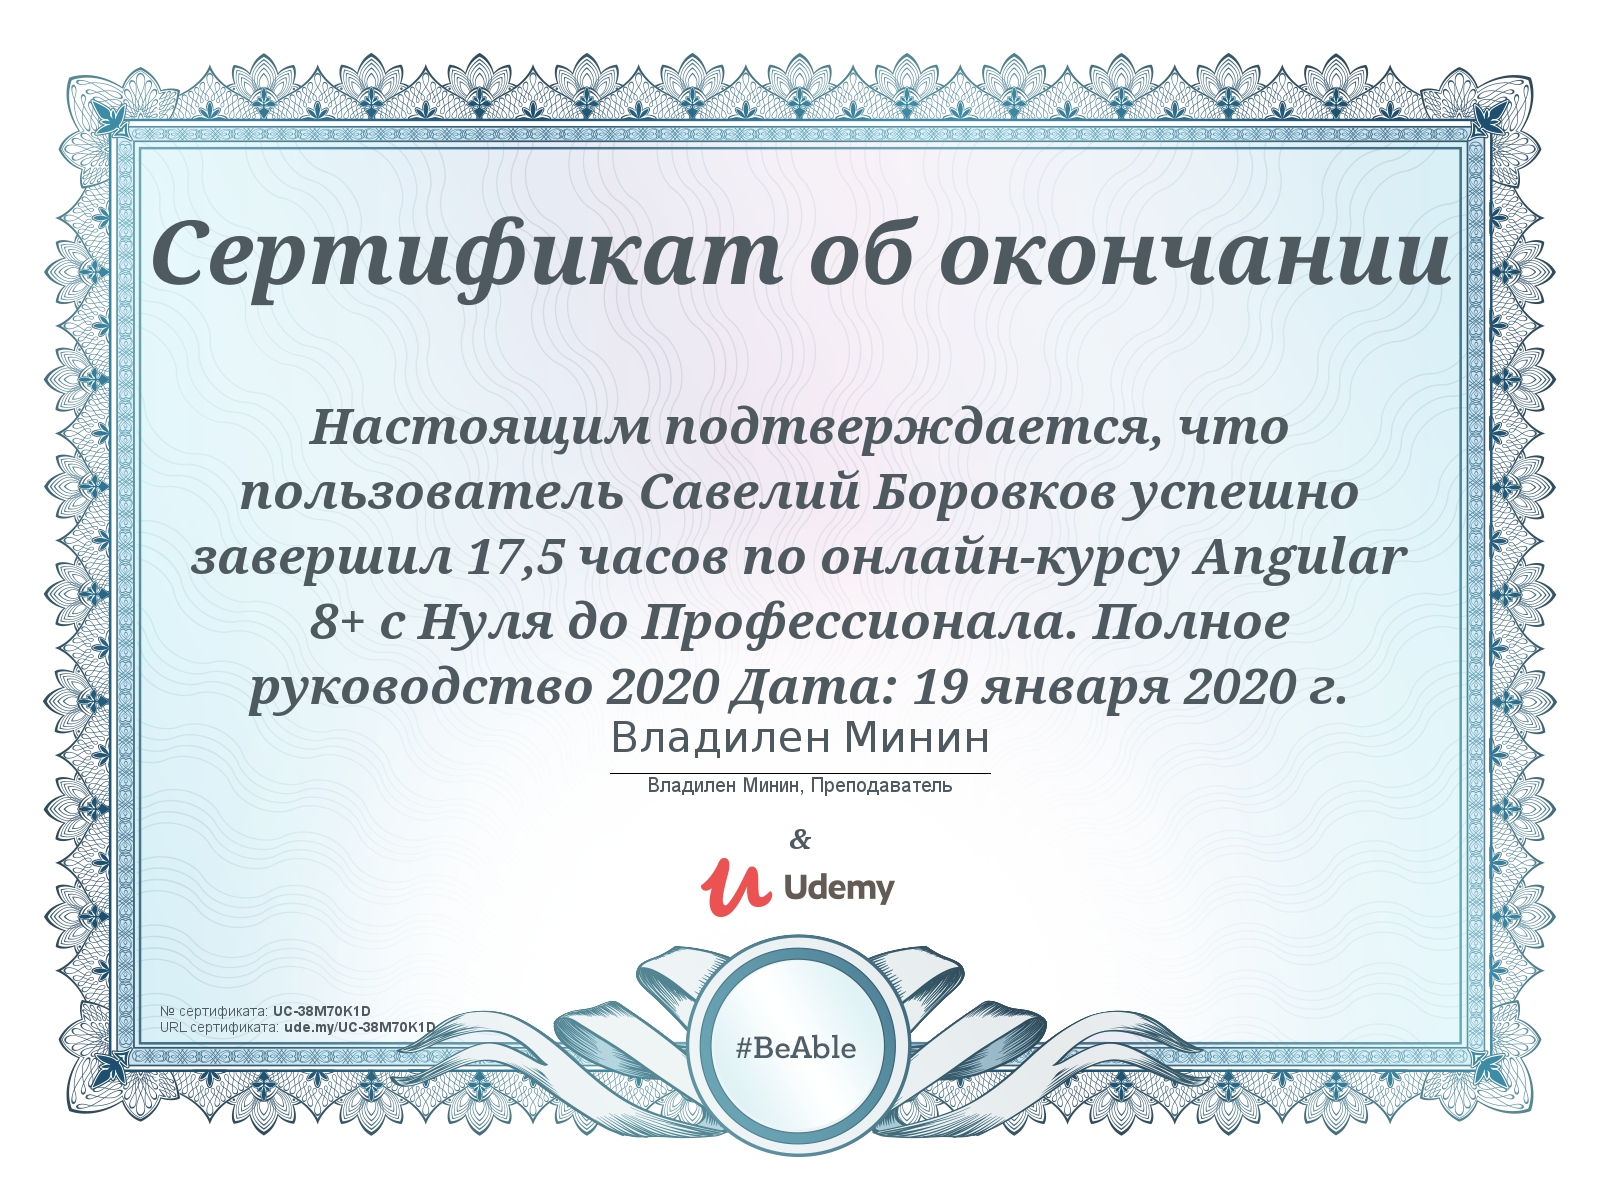 Сертификат об окончании
Настоящим подтверждается, что
пользователь Савелий Боровков успешно
завершил 17,5 часов по онлайн-курсу Angular
8+ с Нуля до Профессионала. Полное
руководство 2020 Дата: 19 января 2020 г.
Владилен Минин
Владилен Минин, Преподаватель
&
Udemy
№ сертификата: UC-38M70K1D
URL сертификата: ude.my/UC-38M70K1D
#BeAble